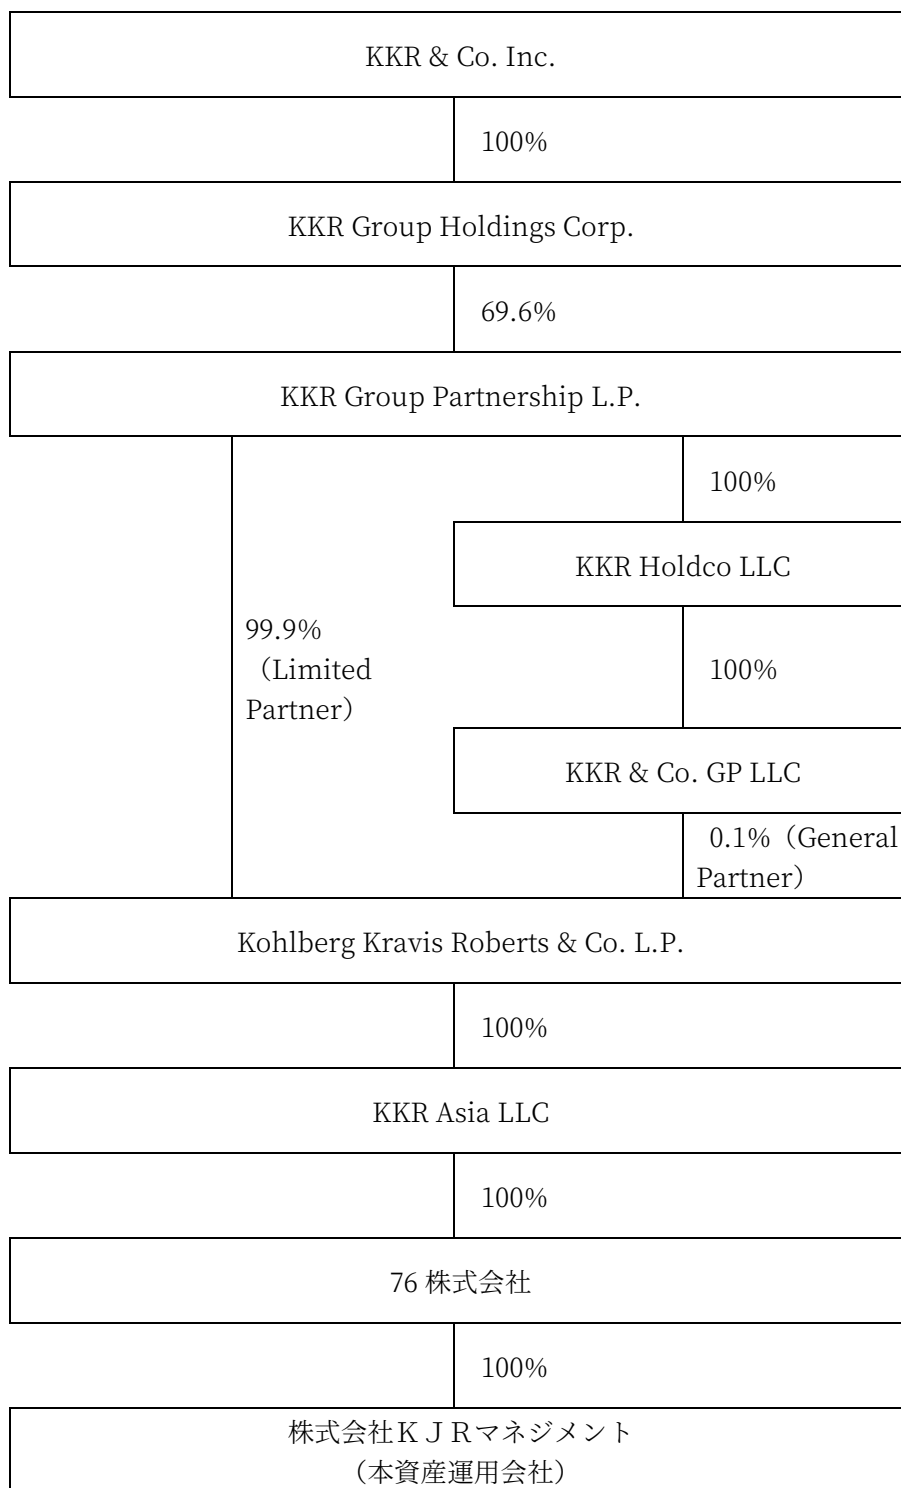 KKR & Co. Inc.
100%
KKR Group Holdings Corp.
69.6%
KKR Group Partnership L.P.
100%
KKR Holdco LLC
99.9%
（Limited
Partner）
100%
KKR & Co. GP LLC
0.1%（General
Partner）
Kohlberg Kravis Roberts & Co. L.P.
100%
KKR Asia LLC
100%
76 株式会社
100%
株式会社ＫＪＲマネジメント
（本資産運用会社）